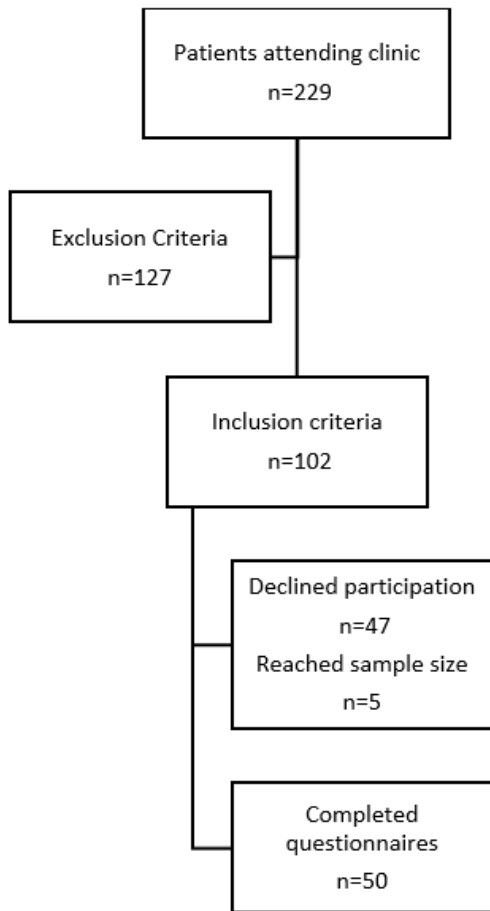 Patients attending clinic
n=229
Exclusion Criteria
n=127
Inclusion criteria
n=102
Declined participation
n=47
Reached sample size
n=5
Completed
questionnaires
n=50